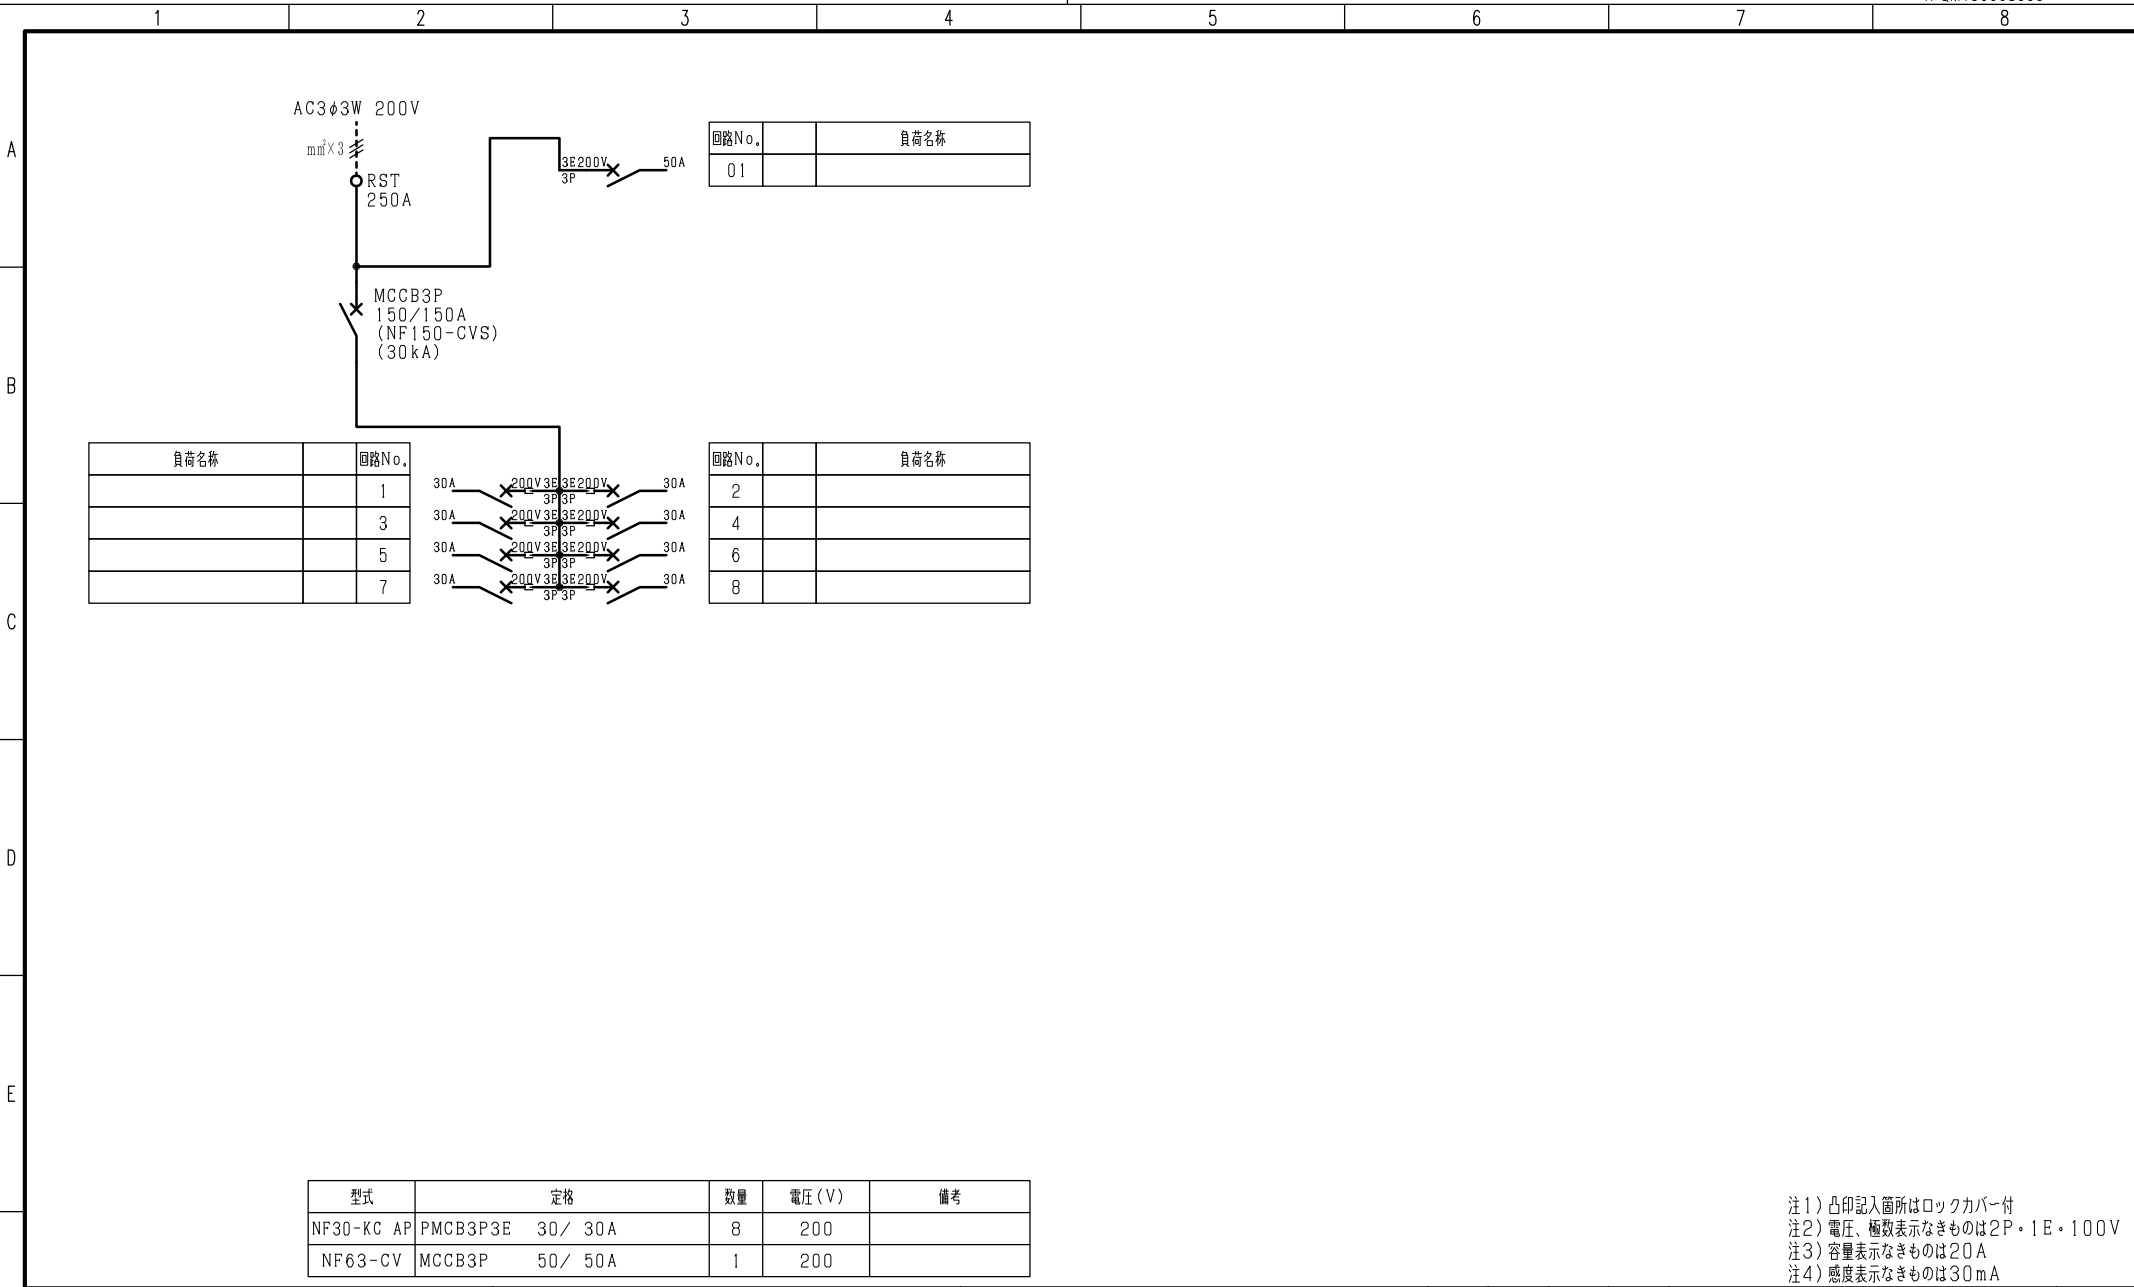 1 2 3 4 5 6 7 8
A
B
C
D
E
AC3φ3W 200V
mm²×3
RST
250A
3E200V 50A
3P
回路No. 負荷名称
01
MCCB3P
150/150A
(NF150-CVS)
(30kA)
負荷名称 回路No.
1
3
5
7
30A 200V3E 3E200V 30A
3P 3P
30A 200V3E 3E200V 30A
3P 3P
30A 200V3E 3E200V 30A
3P 3P
30A 200V3E 3E200V 30A
3P 3P
回路No. 負荷名称
2
4
6
8
型式 定格 数量 電圧(V) 備考
NF30-KC AP PMCB3P3E 30/ 30A 8 200
NF63-CV MCCB3P 50/ 50A 1 200
注1)凸印記入箇所はロックカバー付
注2)電圧、極数表示なきものは2P・1E・100V
注3)容量表示なきものは20A
注4)感度表示なきものは30mA